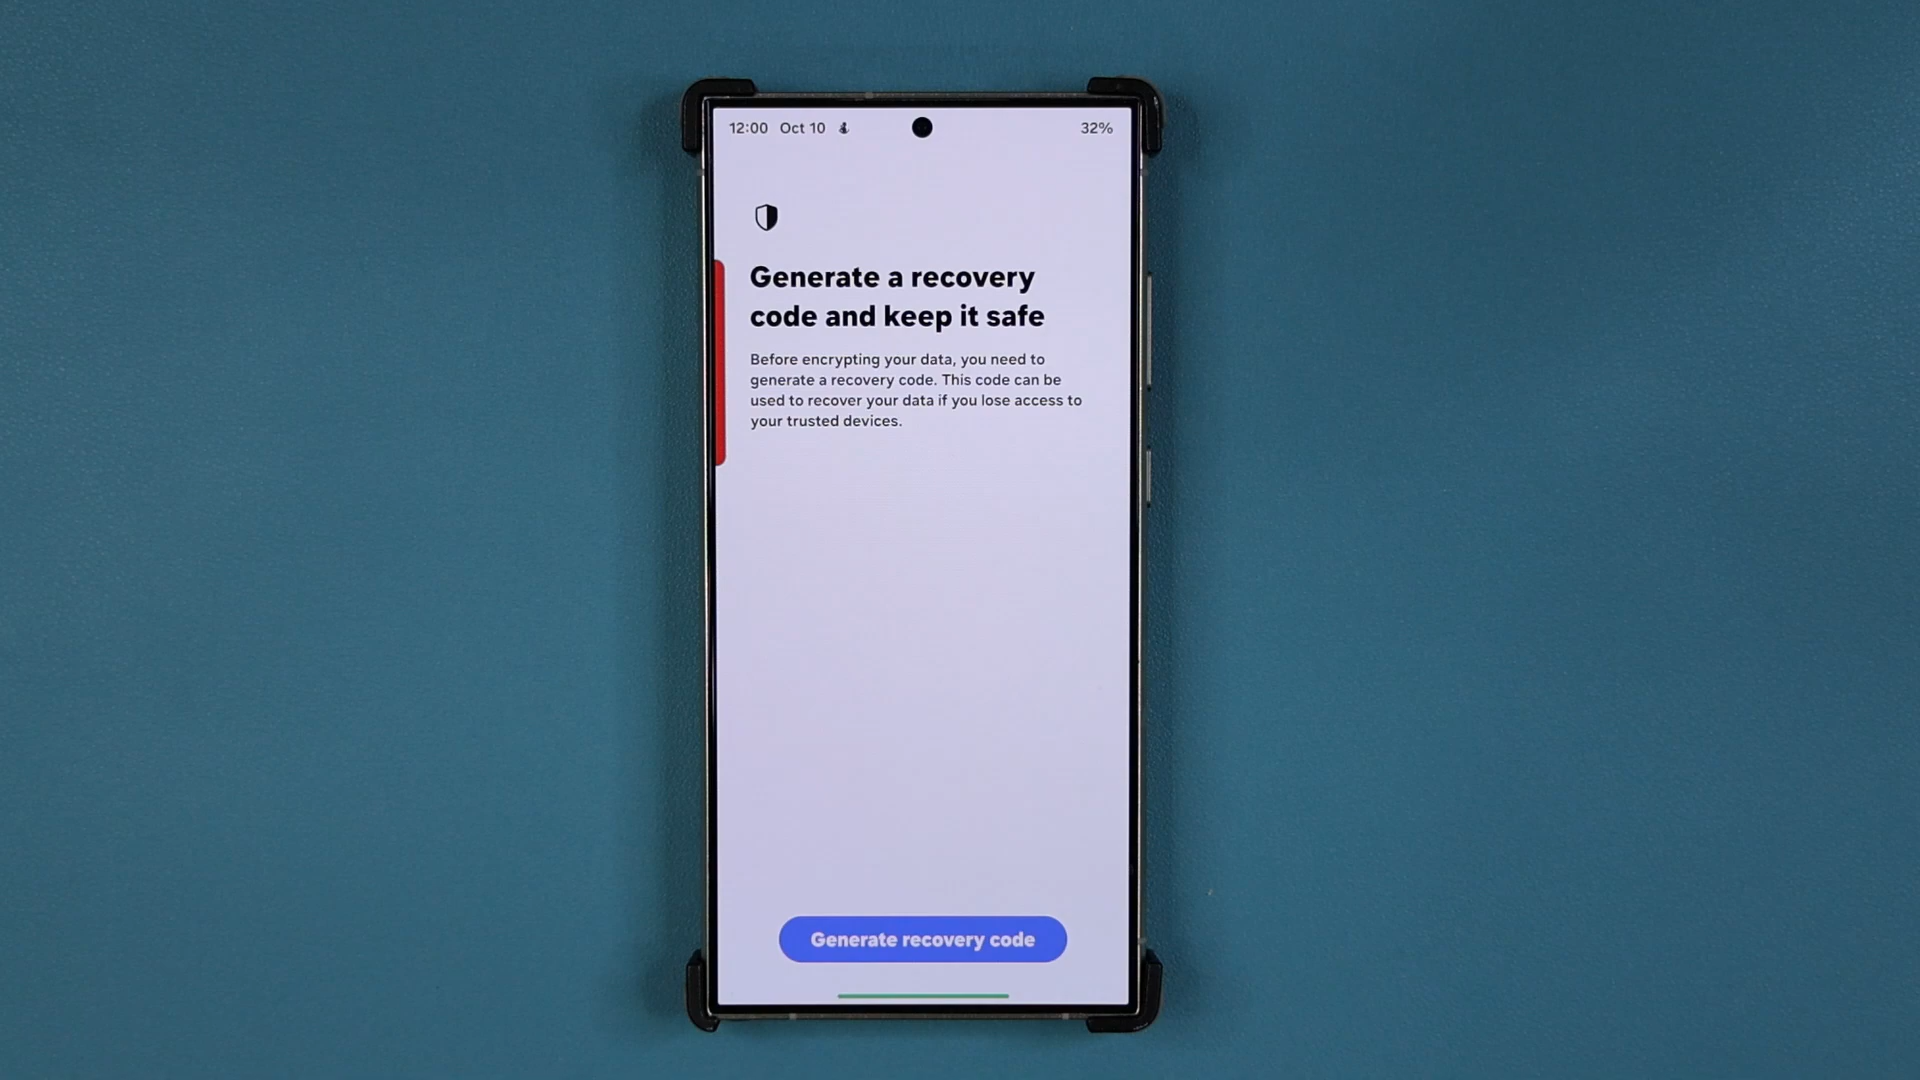 12:00 Oct 10 32%
Generate a recovery
code and keep it safe
Before encrypting your data, you need to
generate a recovery code. This code can be
used to recover your data if you lose access to
your trusted devices.
Generate recovery code